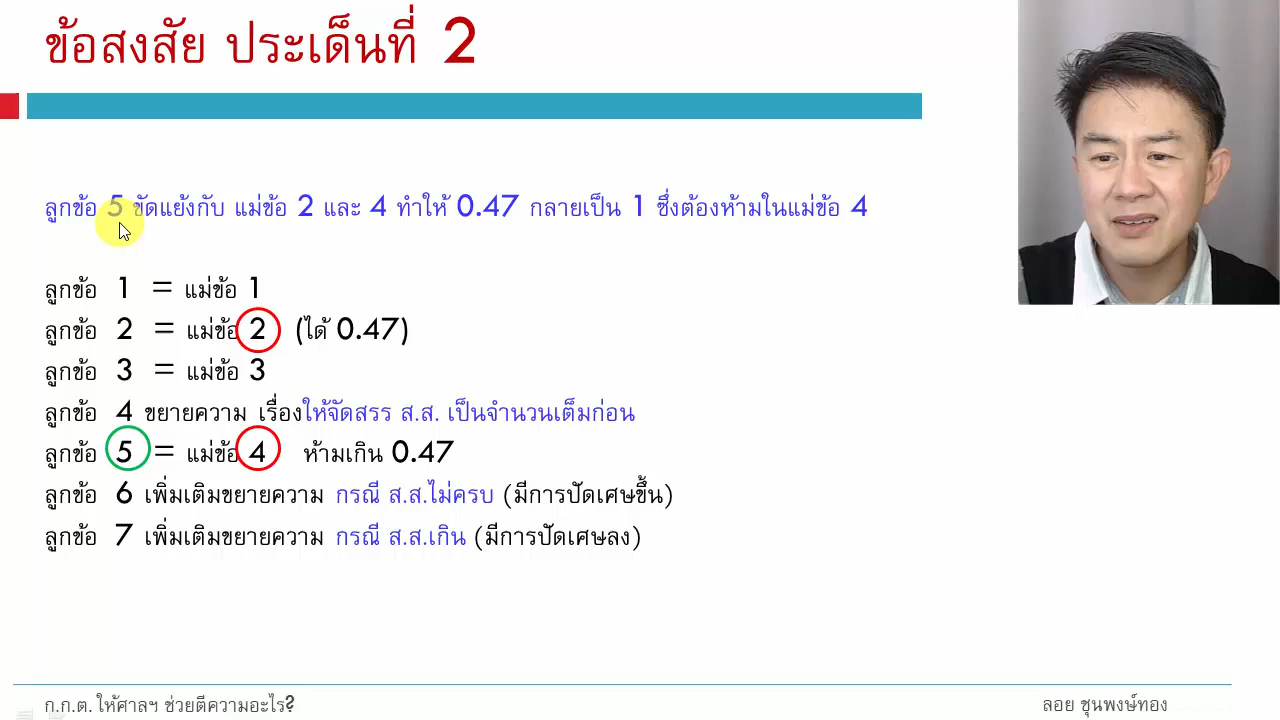 ข้อสงสัย ประเด็นที่ 2
ลูกข้อ 5 ขัดแย้งกับ แม่ข้อ 2 และ 4 ทำให้ 0.47 กลายเป็น 1 ซึ่งต้องห้ามในแม่ข้อ 4
ลูกข้อ 1 = แม่ข้อ 1
ลูกข้อ 2 = แม่ข้อ 2 (ได้ 0.47)
ลูกข้อ 3 = แม่ข้อ 3
ลูกข้อ 4 ขยายความ เรื่องให้จัดสรร ส.ส. เป็นจำนวนเต็มก่อน
ลูกข้อ 5 = แม่ข้อ 4 ห้ามเกิน 0.47
ลูกข้อ 6 เพิ่มเติมขยายความ กรณี ส.ส.ไม่ครบ (มีการปัดเศษขึ้น)
ลูกข้อ 7 เพิ่มเติมขยายความ กรณี ส.ส.เกิน (มีการปัดเศษลง)
ก.ก.ต. ให้ศาลฯ ช่วยตีความอะไร?
ลอย ชุนพงษ์ทอง